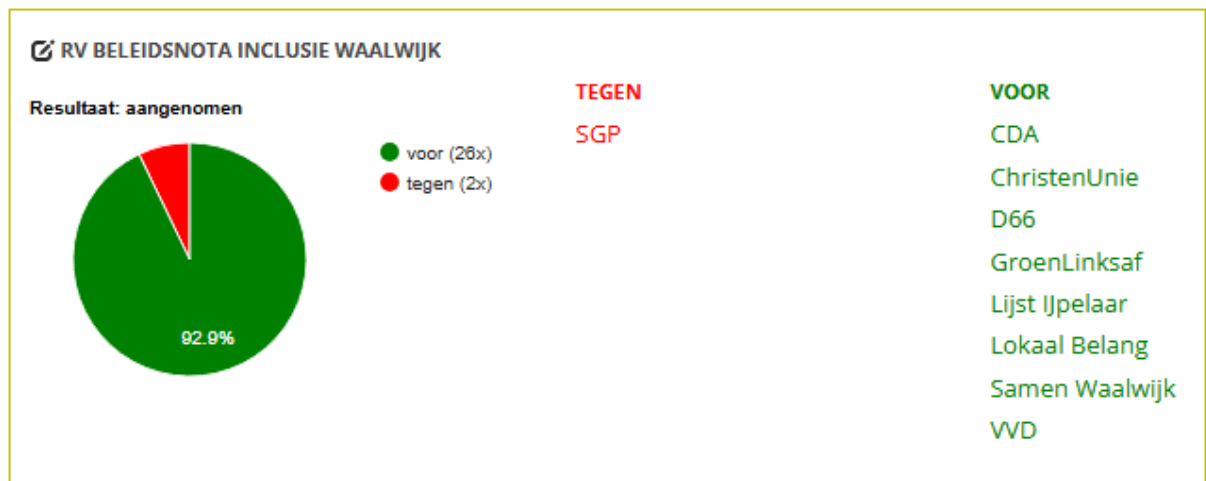 RV BELEIDSNOTA INCLUSIE WAALWIJK
Resultaat: aangenomen
voor (26x)
tegen (2x)
92.9%
TEGEN
SGP
VOOR
CDA
ChristenUnie
D66
GroenLinksaf
Lijst IJpelaar
Lokaal Belang
Samen Waalwijk
VVD